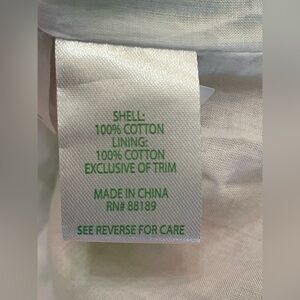 SHELL:
100% COTTON
LINING:
100% COTTON
EXCLUSIVE OF TRIM
MADE IN CHINA
RN# 88189
SEE REVERSE FOR CARE